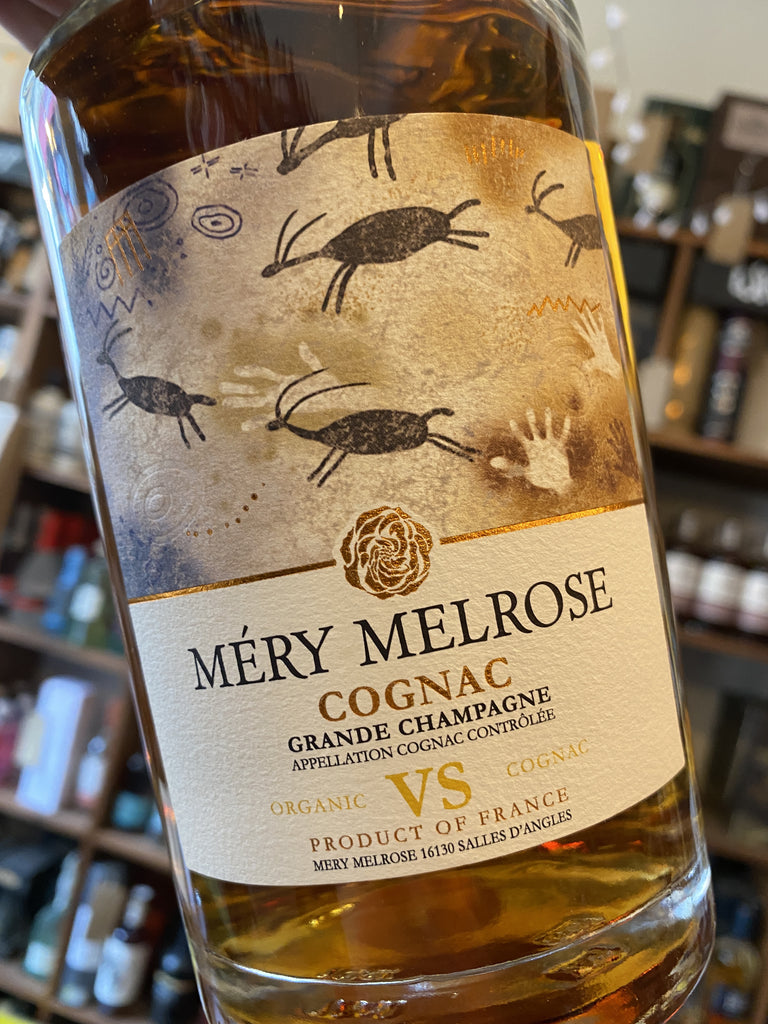 MÉRY MELROSE
COGNAC
GRANDE CHAMPAGNE
APPELLATION COGNAC CONTRÔLÉE
ORGANIC VS COGNAC
PRODUCT OF FRANCE
MERY MELROSE 16130 SALLES D'ANGLES